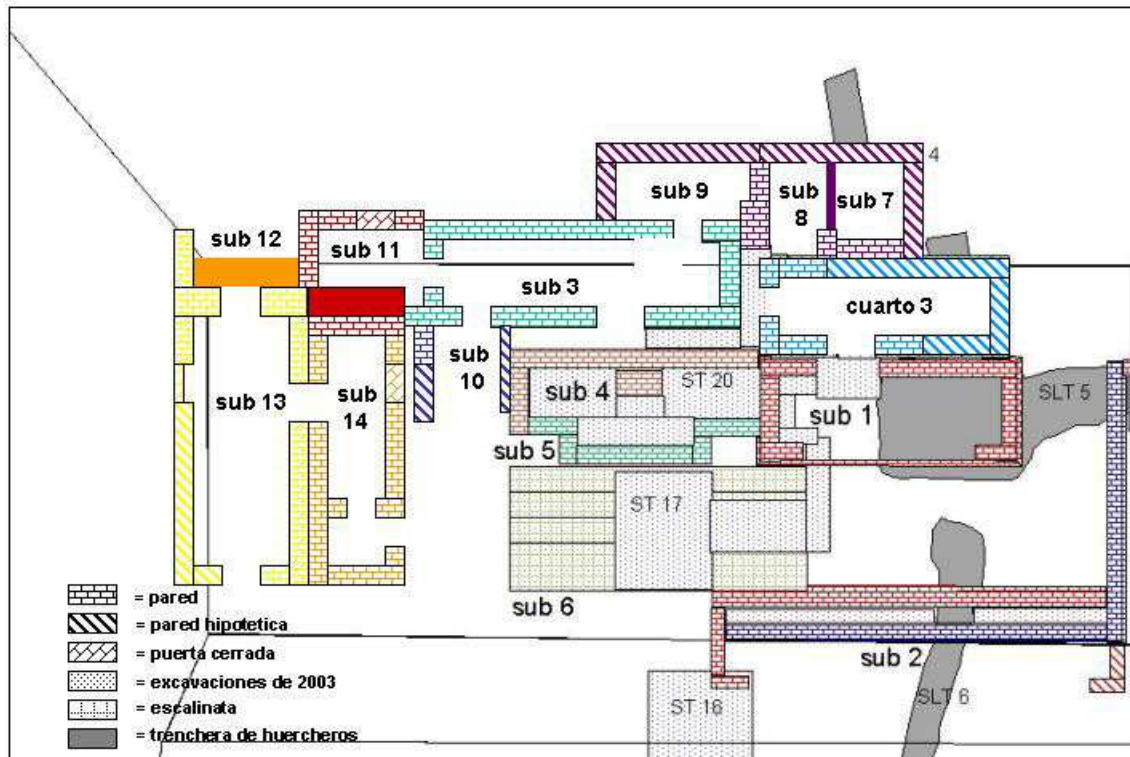 4
sub 9
sub 8
sub 7
sub 12
sub 11
sub 3
cuarto 3
sub 10
sub 4
ST 20
SLT 5
sub 13
sub 14
sub 1
sub 5
ST 17
sub 6
sub 2
ST 16
SLT 6
= pared
= pared hipotetica
= puerta cerrada
= excavaciones de 2003
= escalinata
= trenchera de huercheros